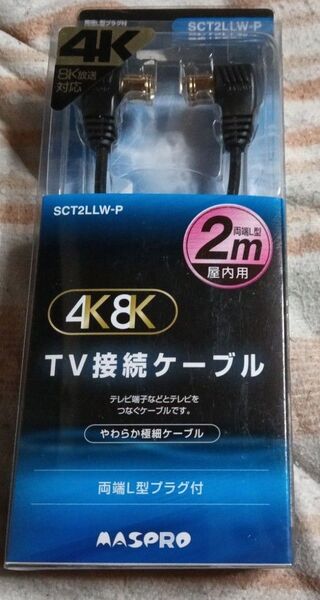 両端L型プラグ付
SCT2LLW-P
4K
8K放送
対応
SCT2LLW-P
両端L型
2m
屋内用
4K8K
TV接続ケーブル
テレビ端子などとテレビを
つなぐケーブルです。
やわらか極細ケーブル
両端L型プラグ付
MASPRO